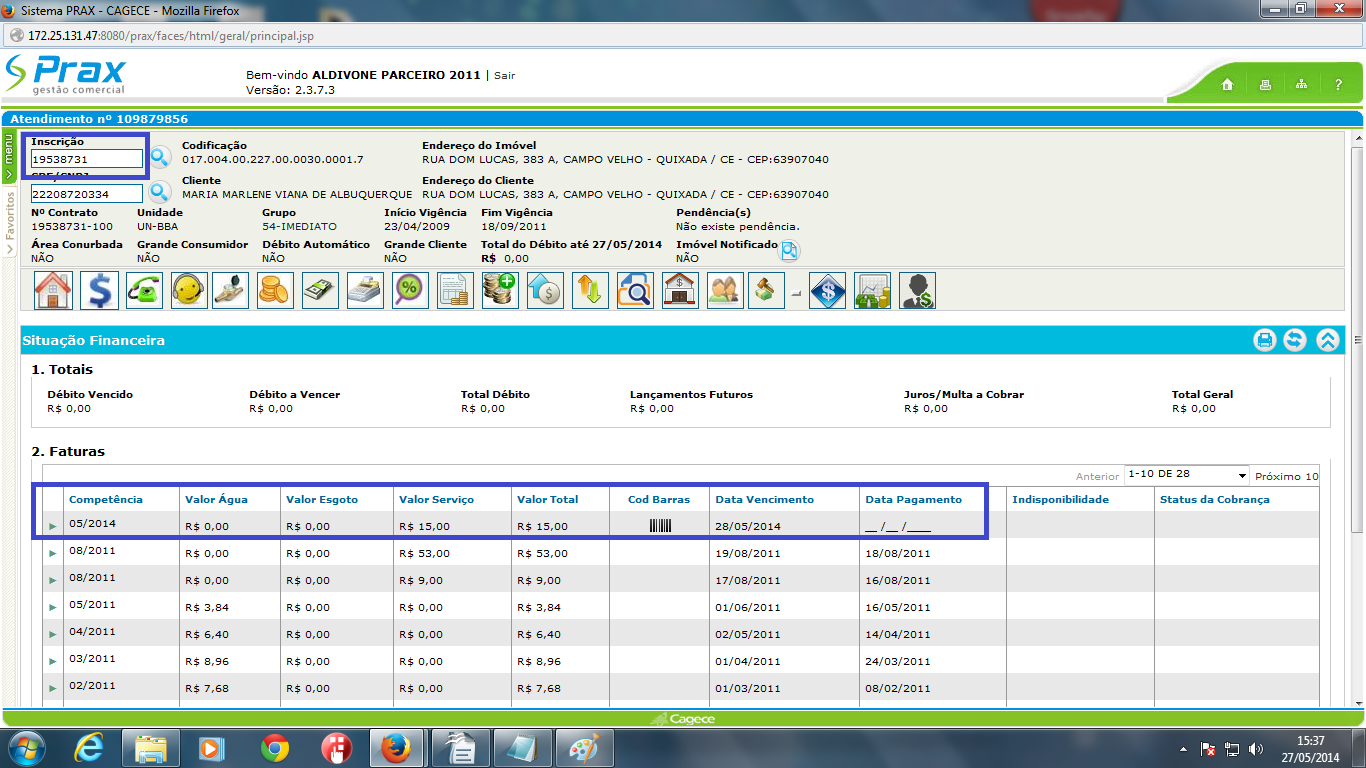 Sistema PRAX - CAGECE - Mozilla Firefox
172.25.131.47:8080/prax/faces/html/geral/principal.jsp
Prax
gestão comercial
Bem-vindo ALDIVONE PARCEIRO 2011 | Sair
Versão: 2.3.7.3
?
Atendimento nº 109879856
menu
Favoritos
Inscrição
19538731
Codificação
017.004.00.227.00.0030.0001.7
Endereço do Imóvel
RUA DOM LUCAS, 383 A, CAMPO VELHO - QUIXADA / CE - CEP:63907040
22208720334
Cliente
MARIA MARLENE VIANA DE ALBUQUERQUE
Endereço do Cliente
RUA DOM LUCAS, 383 A, CAMPO VELHO - QUIXADA / CE - CEP:63907040
Nº Contrato Unidade Grupo Início Vigência Fim Vigência Pendência(s)
19538731-100 UN-BBA 54-IMEDIATO 23/04/2009 18/09/2011 Não existe pendência.
Área Conurbada Grande Consumidor Débito Automático Grande Cliente Total do Débito até 27/05/2014 Imóvel Notificado
NÃO NÃO NÃO NÃO R$ 0,00 NÃO
Situação Financeira
1. Totais
Débito Vencido Débito a Vencer Total Débito Lançamentos Futuros Juros/Multa a Cobrar Total Geral
R$ 0,00 R$ 0,00 R$ 0,00 R$ 0,00 R$ 0,00 R$ 0,00
2. Faturas
Anterior 1-10 DE 28 Próximo 10
Competência Valor Água Valor Esgoto Valor Serviço Valor Total Cod Barras Data Vencimento Data Pagamento Indisponibilidade Status da Cobrança
05/2014 R$ 0,00 R$ 0,00 R$ 15,00 R$ 15,00 28/05/2014 __ /__ /____
08/2011 R$ 0,00 R$ 0,00 R$ 53,00 R$ 53,00 19/08/2011 18/08/2011
08/2011 R$ 0,00 R$ 0,00 R$ 9,00 R$ 9,00 17/08/2011 16/08/2011
05/2011 R$ 3,84 R$ 0,00 R$ 0,00 R$ 3,84 01/06/2011 16/05/2011
04/2011 R$ 6,40 R$ 0,00 R$ 0,00 R$ 6,40 02/05/2011 14/04/2011
03/2011 R$ 8,96 R$ 0,00 R$ 0,00 R$ 8,96 01/04/2011 24/03/2011
02/2011 R$ 7,68 R$ 0,00 R$ 0,00 R$ 7,68 01/03/2011 08/02/2011
Cagece
15:37
27/05/2014